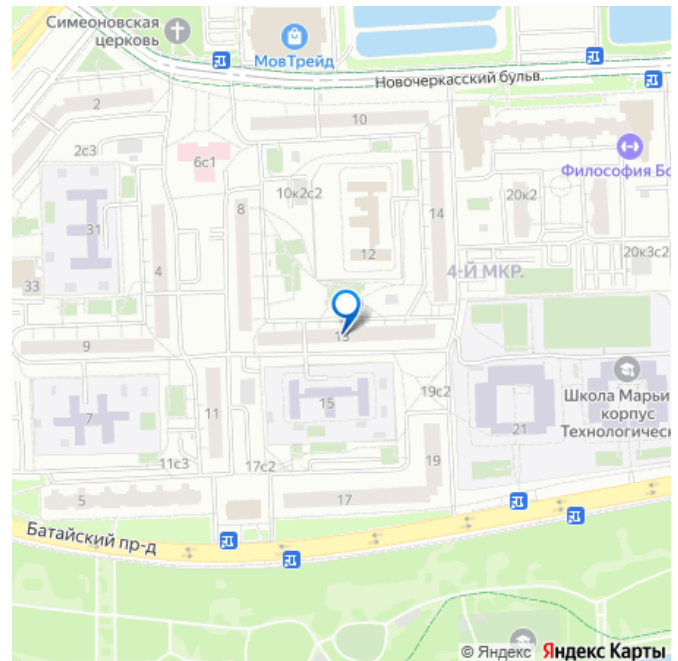 Симеоновская
церковь
МовТрейд
Новочеркасский бульв.
2
10
2с3
6с1
Философия Бо
10к2с2
20к2
8
14
31
12
4
20к3с2
4-Й МКР.
33
13
9
Школа Марьи
корпус
Технологическ
19с2
15
7
11
21
11с3
17с2
19
5
17
Батайский пр-д
© Яндекс Яндекс Карты